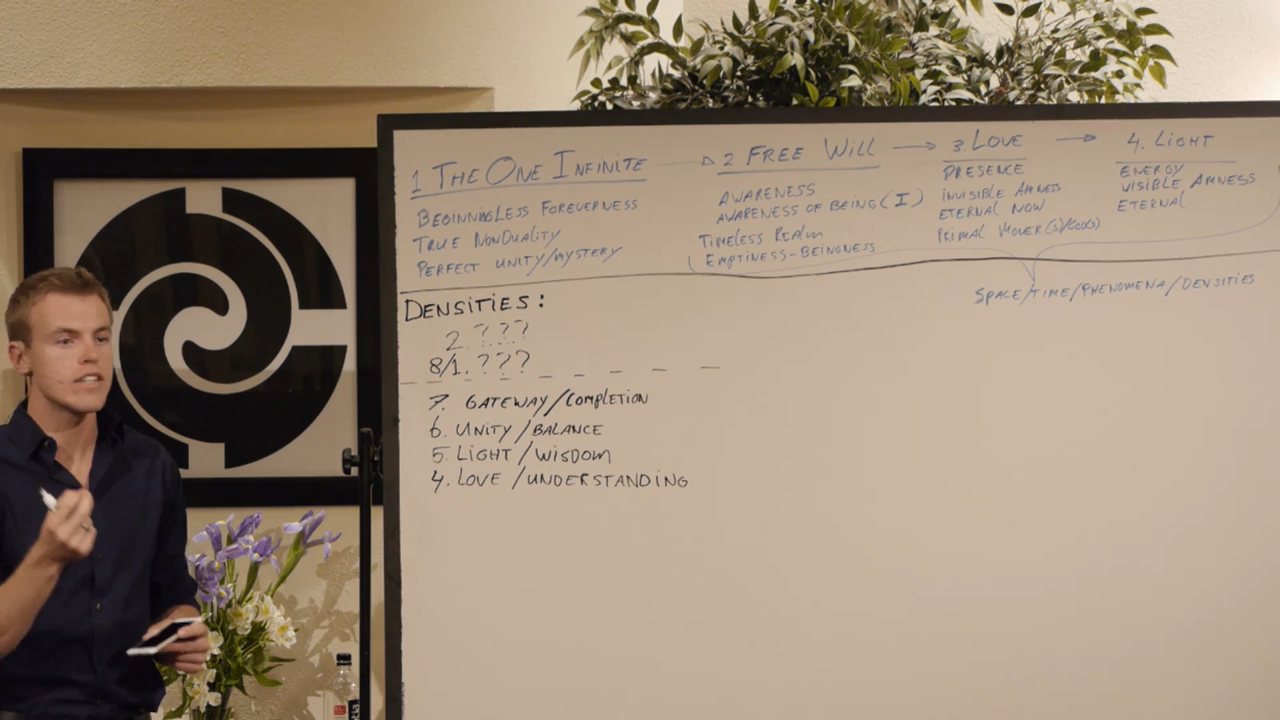 1 THE ONE INFINITE
BEGINNINGLESS FOREVERNESS
TRUE NONDUALITY
PERFECT UNITY/MYSTERY
2 FREE WILL
AWARENESS
AWARENESS OF BEING (I)
TIMELESS REALM
EMPTINESS-BEINGNESS
3. LOVE
PRESENCE
INVISIBLE AMNESS
ETERNAL NOW
PRIMAL MOVER(S)/
4. LIGHT
ENERGY
VISIBLE AMNESS
ETERNAL
SPACE/TIME/PHENOMENA/DENSITIES
DENSITIES:
2. ???
8/1. ???
7. GATEWAY/COMPLETION
6. UNITY/BALANCE
5. LIGHT/WISDOM
4. LOVE/UNDERSTANDING